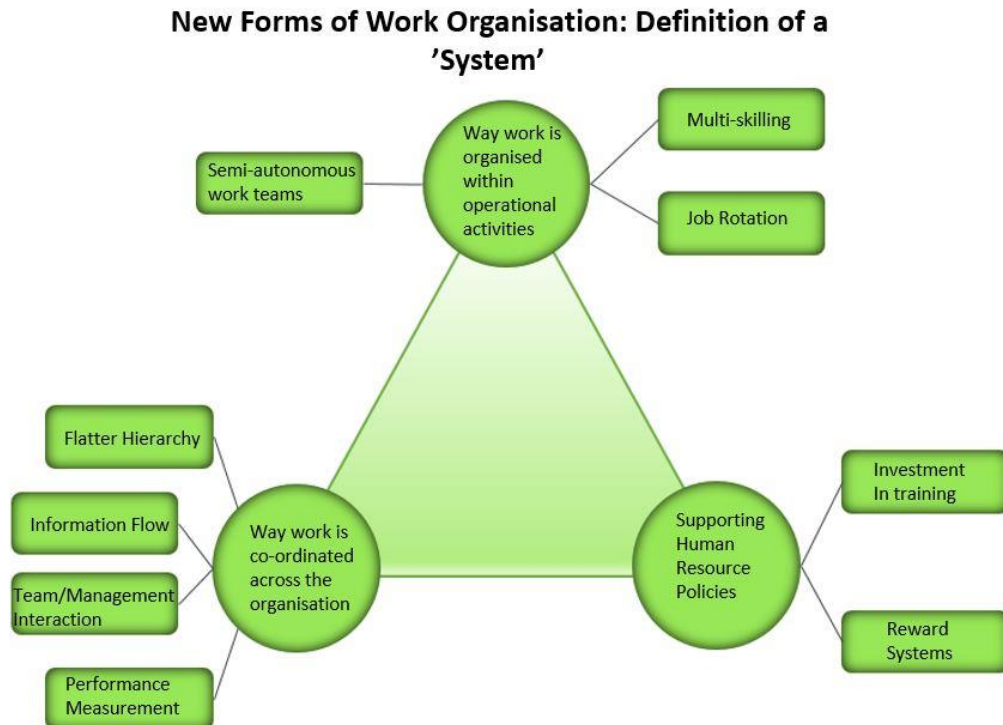 New Forms of Work Organisation: Definition of a
’System’
Semi-autonomous
work teams
Way work is
organised
within
operational
activities
Multi-skilling
Job Rotation
Flatter Hierarchy
Information Flow
Team/Management
Interaction
Performance
Measurement
Way work is
co-ordinated
across the
organisation
Supporting
Human
Resource
Policies
Investment
In training
Reward
Systems